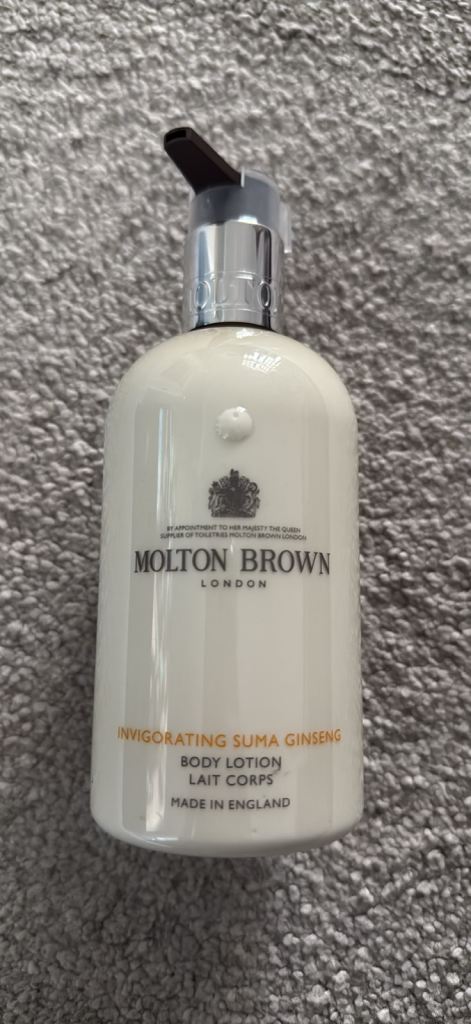 MOLTON
BY APPOINTMENT TO HER MAJESTY THE QUEEN
SUPPLIER OF TOILETRIES MOLTON BROWN LONDON
MOLTON BROWN
LONDON
INVIGORATING SUMA GINSENG
BODY LOTION
LAIT CORPS
MADE IN ENGLAND